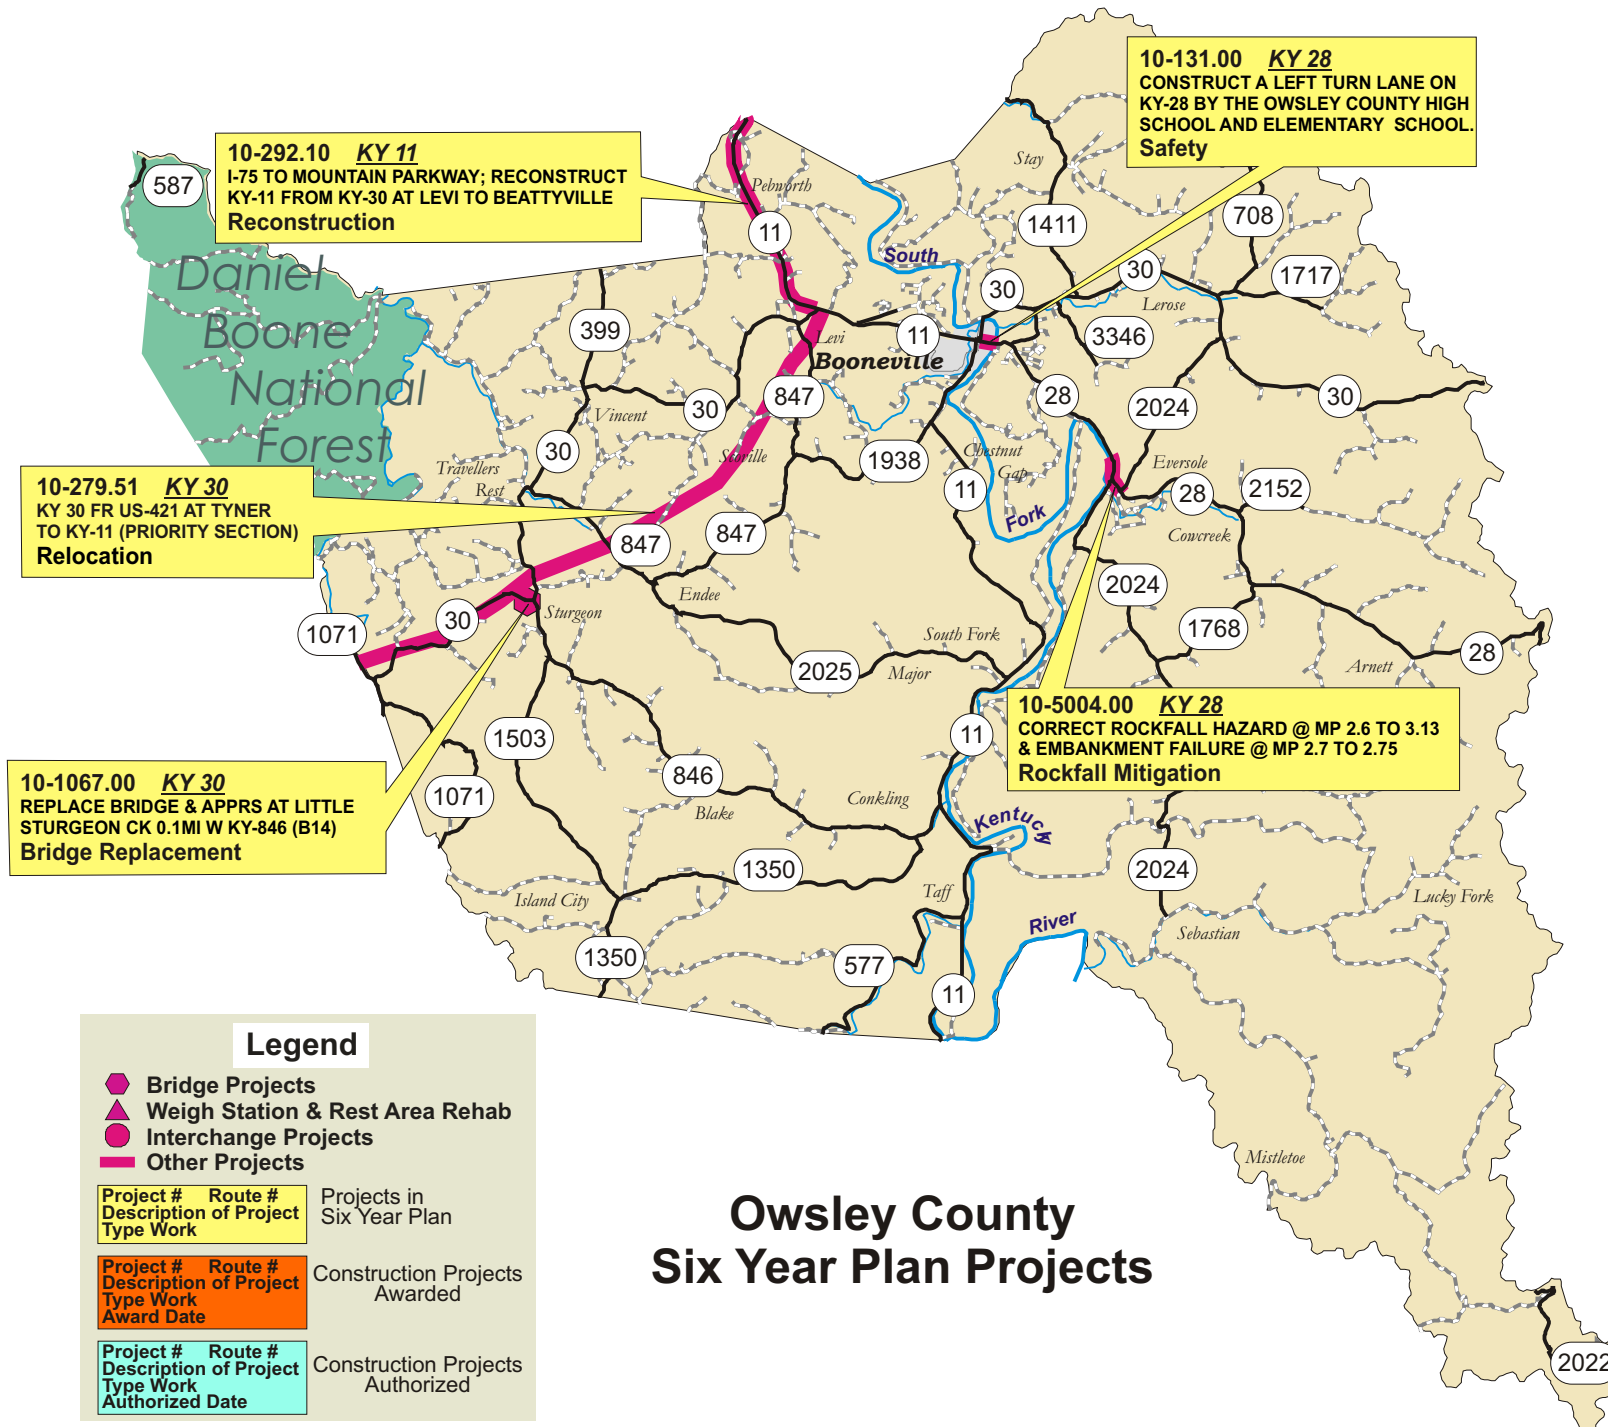 10-131.00 KY 28
CONSTRUCT A LEFT TURN LANE ON
KY-28 BY THE OWSLEY COUNTY HIGH
SCHOOL AND ELEMENTARY SCHOOL.
Safety
10-292.10 KY 11
I-75 TO MOUNTAIN PARKWAY; RECONSTRUCT
KY-11 FROM KY-30 AT LEVI TO BEATTYVILLE
Reconstruction
587
Daniel
Boone
National
Forest
Pebworth
11
Stay
1411
708
1717
South
30
30
Lerose
399
11
3346
Levi
Booneville
30
847
28
2024
30
Vincent
30
Scoville
1938
Chestnut
Gap
Travellers
Rest
11
Eversole
28
2152
Cowcreek
Fork
10-279.51 KY 30
KY 30 FR US-421 AT TYNER
TO KY-11 (PRIORITY SECTION)
Relocation
847
847
2024
Endee
1071
30
Sturgeon
South Fork
Major
2025
1768
Arnett
28
10-5004.00 KY 28
CORRECT ROCKFALL HAZARD @ MP 2.6 TO 3.13
& EMBANKMENT FAILURE @ MP 2.7 TO 2.75
Rockfall Mitigation
11
1503
846
Blake
Conkling
Kentucky
10-1067.00 KY 30
REPLACE BRIDGE & APPRS AT LITTLE
STURGEON CK 0.1MI W KY-846 (B14)
Bridge Replacement
1071
1350
2024
Island City
Taff
River
Sebastian
Lucky Fork
1350
577
11
Mistletoe
2022
Legend
Bridge Projects
Weigh Station & Rest Area Rehab
Interchange Projects
Other Projects
Project # Route #
Description of Project
Type Work
Projects in
Six Year Plan
Project # Route #
Description of Project
Type Work
Award Date
Construction Projects
Awarded
Project # Route #
Description of Project
Type Work
Authorized Date
Construction Projects
Authorized
Owsley County
Six Year Plan Projects